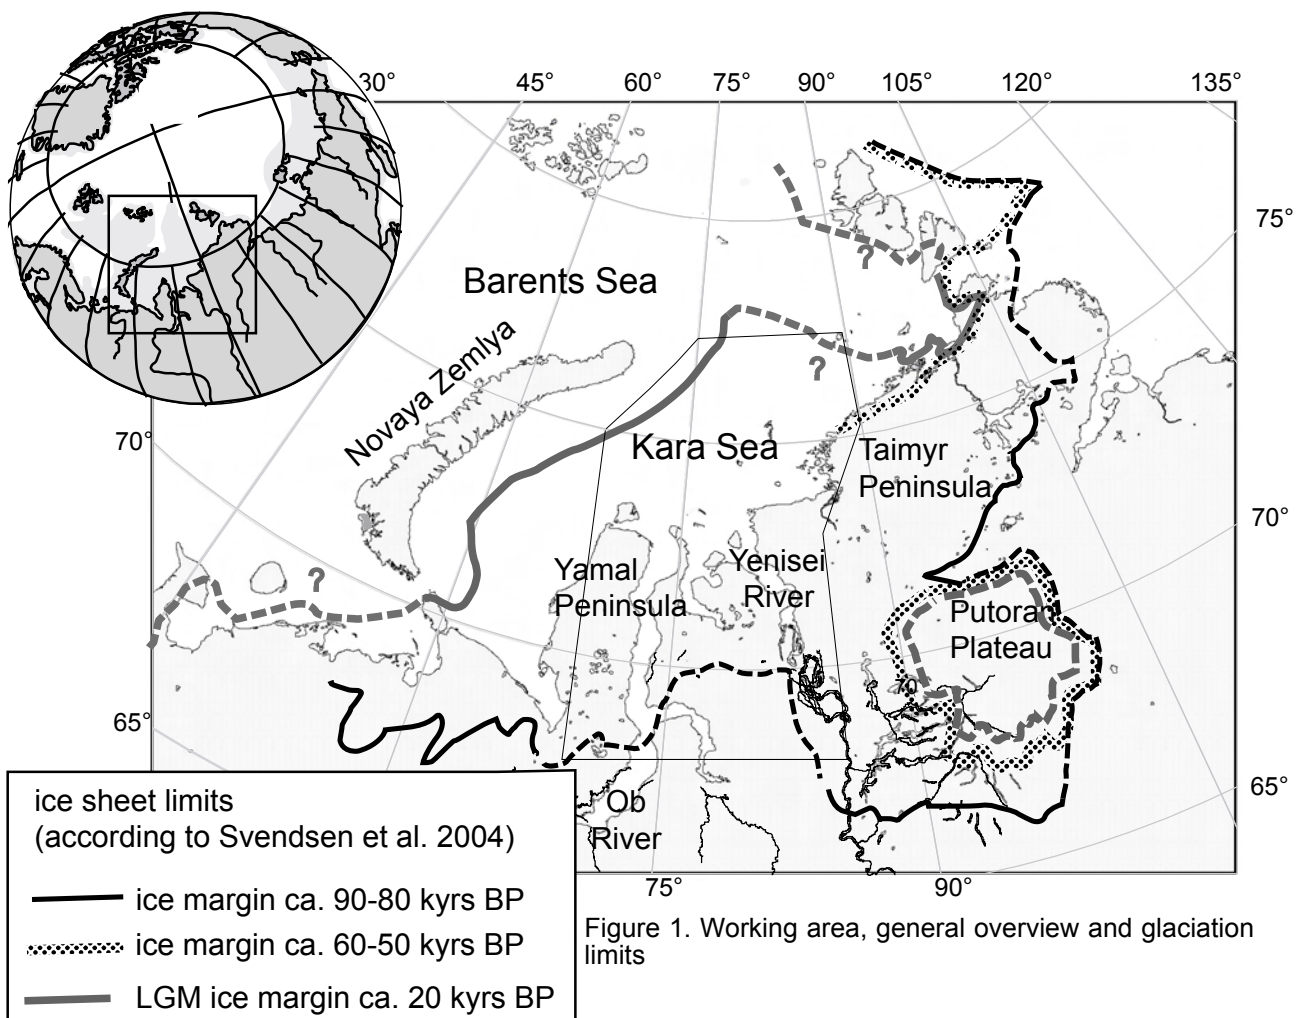 30°
45°
60°
75°
90°
105°
120°
135°
75°
Barents Sea
?
?
Novaya Zemlya
70°
Kara Sea
Taimyr
Peninsula
70°
?
Yamal
Peninsula
Yenisei
River
Putoran
Plateau
70
65°
65°
Ob
River
75°
90°
ice sheet limits
(according to Svendsen et al. 2004)
ice margin ca. 90-80 kyrs BP
ice margin ca. 60-50 kyrs BP
LGM ice margin ca. 20 kyrs BP
Figure 1. Working area, general overview and glaciation
limits